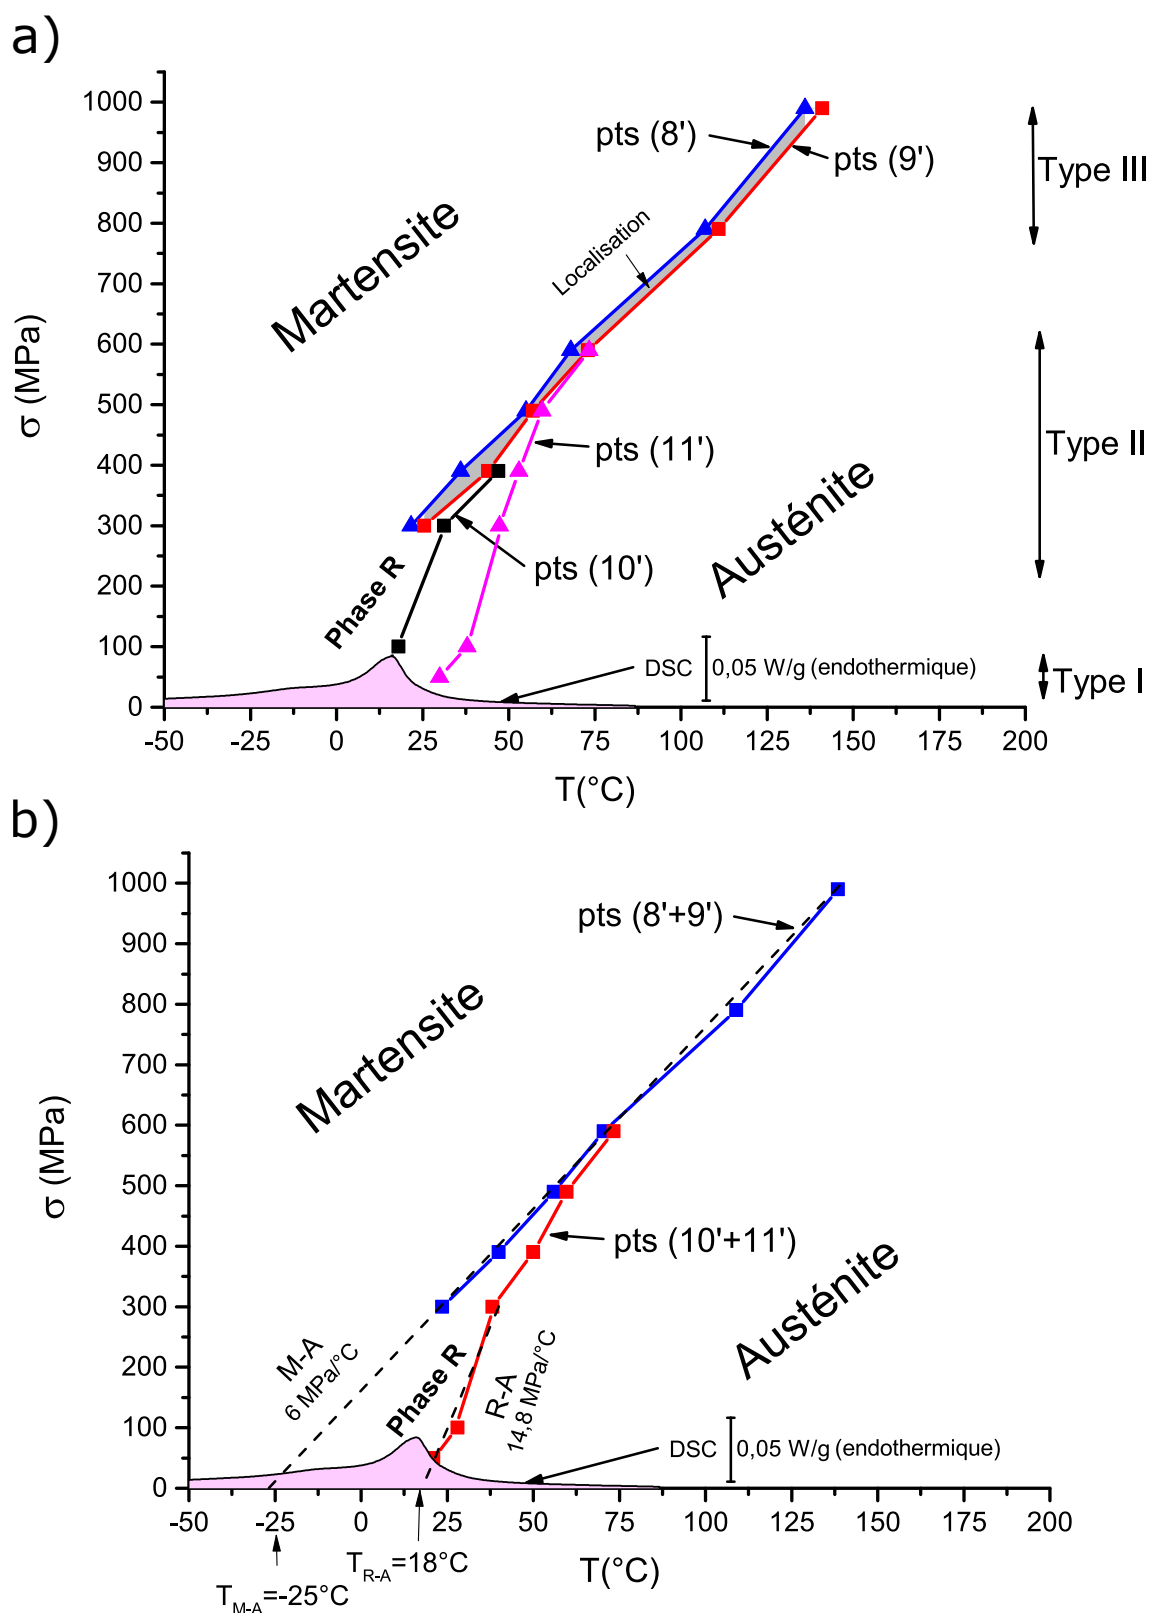 a)
1000
900
800
700
600
500
400
300
200
100
0
σ (MPa)
-50
-25
0
25
50
75
100
125
150
175
200
T(°C)
Martensite
pts (8')
pts (9')
Localisation
pts (11')
pts (10')
Phase R
Austénite
DSC
0,05 W/g (endothermique)
Type III
Type II
Type I
b)
1000
900
800
700
600
500
400
300
200
100
0
σ (MPa)
-50
-25
0
25
50
75
100
125
150
175
200
T(°C)
Martensite
pts (8'+9')
pts (10'+11')
M-A
6 MPa/°C
Phase R
R-A
14,8 MPa/°C
Austénite
DSC
0,05 W/g (endothermique)
T_R-A=18°C
T_M-A=-25°C